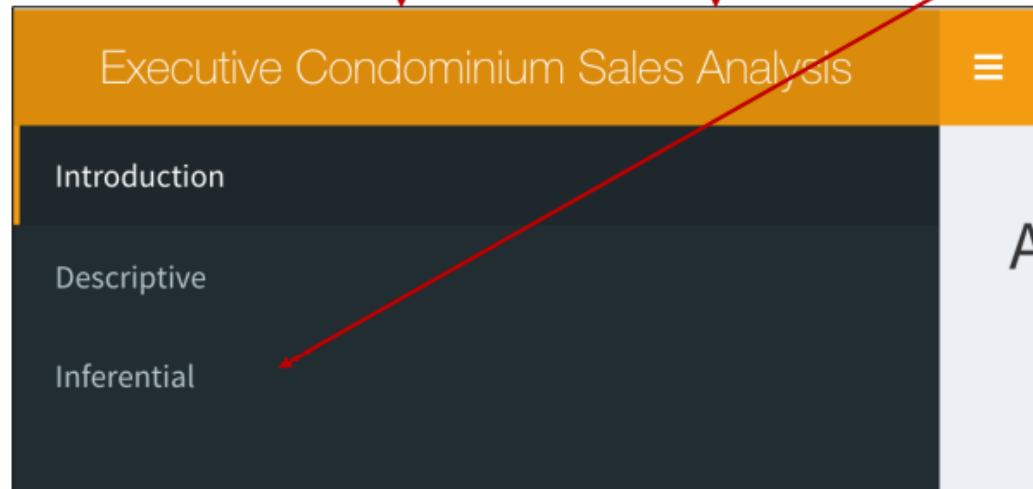 Executive Condominium Sales Analysis
Introduction
A
Descriptive
Inferential